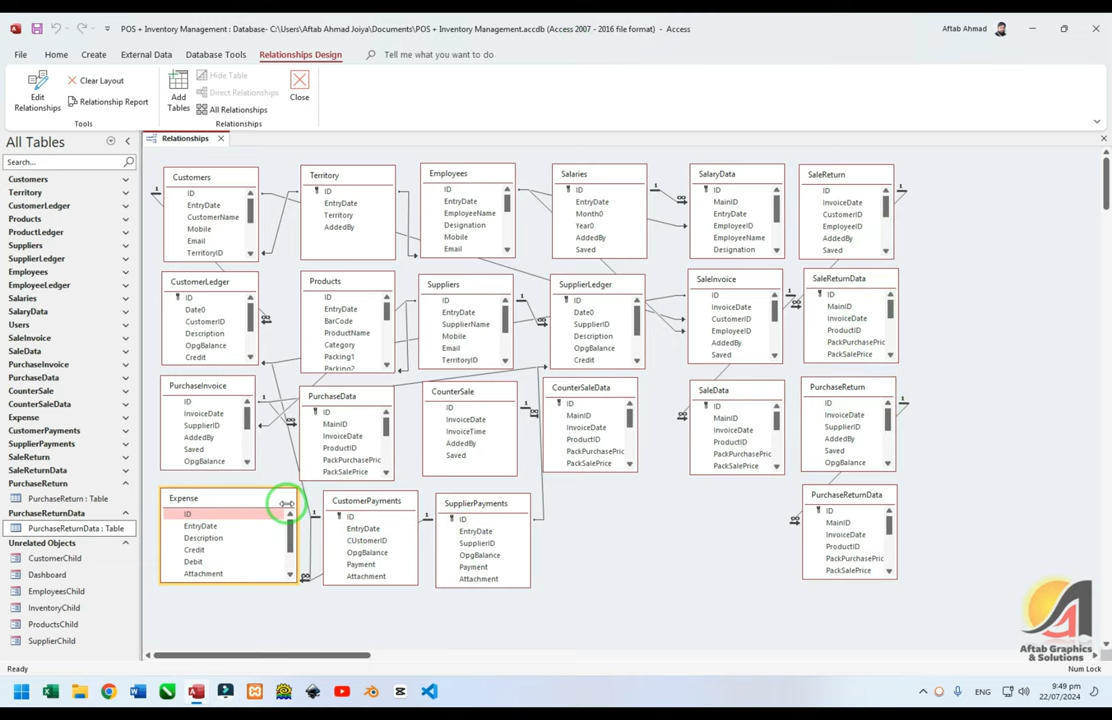 POS + Inventory Management : Database- C:\Users\Aftab Ahmad Joiya\Documents\POS + Inventory Management.accdb (Access 2007 - 2016 file format) - Access
Aftab Ahmad
File
Home
Create
External Data
Database Tools
Relationships Design
Tell me what you want to do
Edit
Relationships
Clear Layout
Relationship Report
Tools
Add
Tables
Hide Table
Direct Relationships
All Relationships
Relationships
Close
All Tables
Search...
Customers
Territory
CustomerLedger
Products
ProductLedger
Suppliers
SupplierLedger
Employees
EmployeeLedger
Salaries
SalaryData
Users
SaleInvoice
SaleData
PurchaseInvoice
PurchaseData
CounterSale
CounterSaleData
Expense
CustomerPayments
SupplierPayments
SaleReturn
SaleReturnData
PurchaseReturn
PurchaseReturn : Table
PurchaseReturnData
PurchaseReturnData : Table
Unrelated Objects
CustomerChild
Dashboard
EmployeesChild
InventoryChild
ProductsChild
SupplierChild
Relationships
Customers
ID
EntryDate
CustomerName
Mobile
Email
TerritoryID
Territory
ID
EntryDate
Territory
AddedBy
Employees
ID
EntryDate
EmployeeName
Designation
Mobile
Email
Salaries
ID
EntryDate
Month0
Year0
AddedBy
Saved
SalaryData
ID
MainID
EntryDate
EmployeeID
EmployeeName
Designation
SaleReturn
ID
InvoiceDate
CustomerID
EmployeeID
AddedBy
Saved
CustomerLedger
ID
Date0
CustomerID
Description
OpgBalance
Credit
Products
ID
EntryDate
BarCode
ProductName
Category
Packing1
Packing2
Suppliers
ID
EntryDate
SupplierName
Mobile
Email
TerritoryID
SupplierLedger
ID
Date0
SupplierID
Description
OpgBalance
Credit
SaleInvoice
ID
InvoiceDate
CustomerID
EmployeeID
AddedBy
Saved
SaleReturnData
ID
MainID
InvoiceDate
ProductID
PackPurchasePric
PackSalePrice
PurchaseInvoice
ID
InvoiceDate
SupplierID
AddedBy
Saved
OpgBalance
PurchaseData
ID
MainID
InvoiceDate
ProductID
PackPurchasePric
PackSalePrice
CounterSale
ID
InvoiceDate
InvoiceTime
AddedBy
Saved
CounterSaleData
ID
MainID
InvoiceDate
ProductID
PackPurchasePric
PackSalePrice
SaleData
ID
MainID
InvoiceDate
ProductID
PackPurchasePric
PackSalePrice
PurchaseReturn
ID
InvoiceDate
SupplierID
AddedBy
Saved
OpgBalance
Expense
ID
EntryDate
Description
Credit
Debit
Attachment
CustomerPayments
ID
EntryDate
CUstomerID
OpgBalance
Payment
Attachment
SupplierPayments
ID
EntryDate
SupplierID
OpgBalance
Payment
Attachment
PurchaseReturnData
ID
MainID
InvoiceDate
ProductID
PackPurchasePric
PackSalePrice
Aftab Graphics
& Solutions
Ready
Num Lock
ENG
9:49 pm
22/07/2024